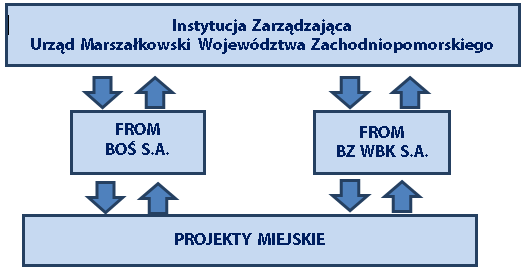 Instytucja Zarządzająca
Urząd Marszałkowski Województwa Zachodniopomorskiego
FROM
BOŚ S.A.
FROM
BZ WBK S.A.
PROJEKTY MIEJSKIE